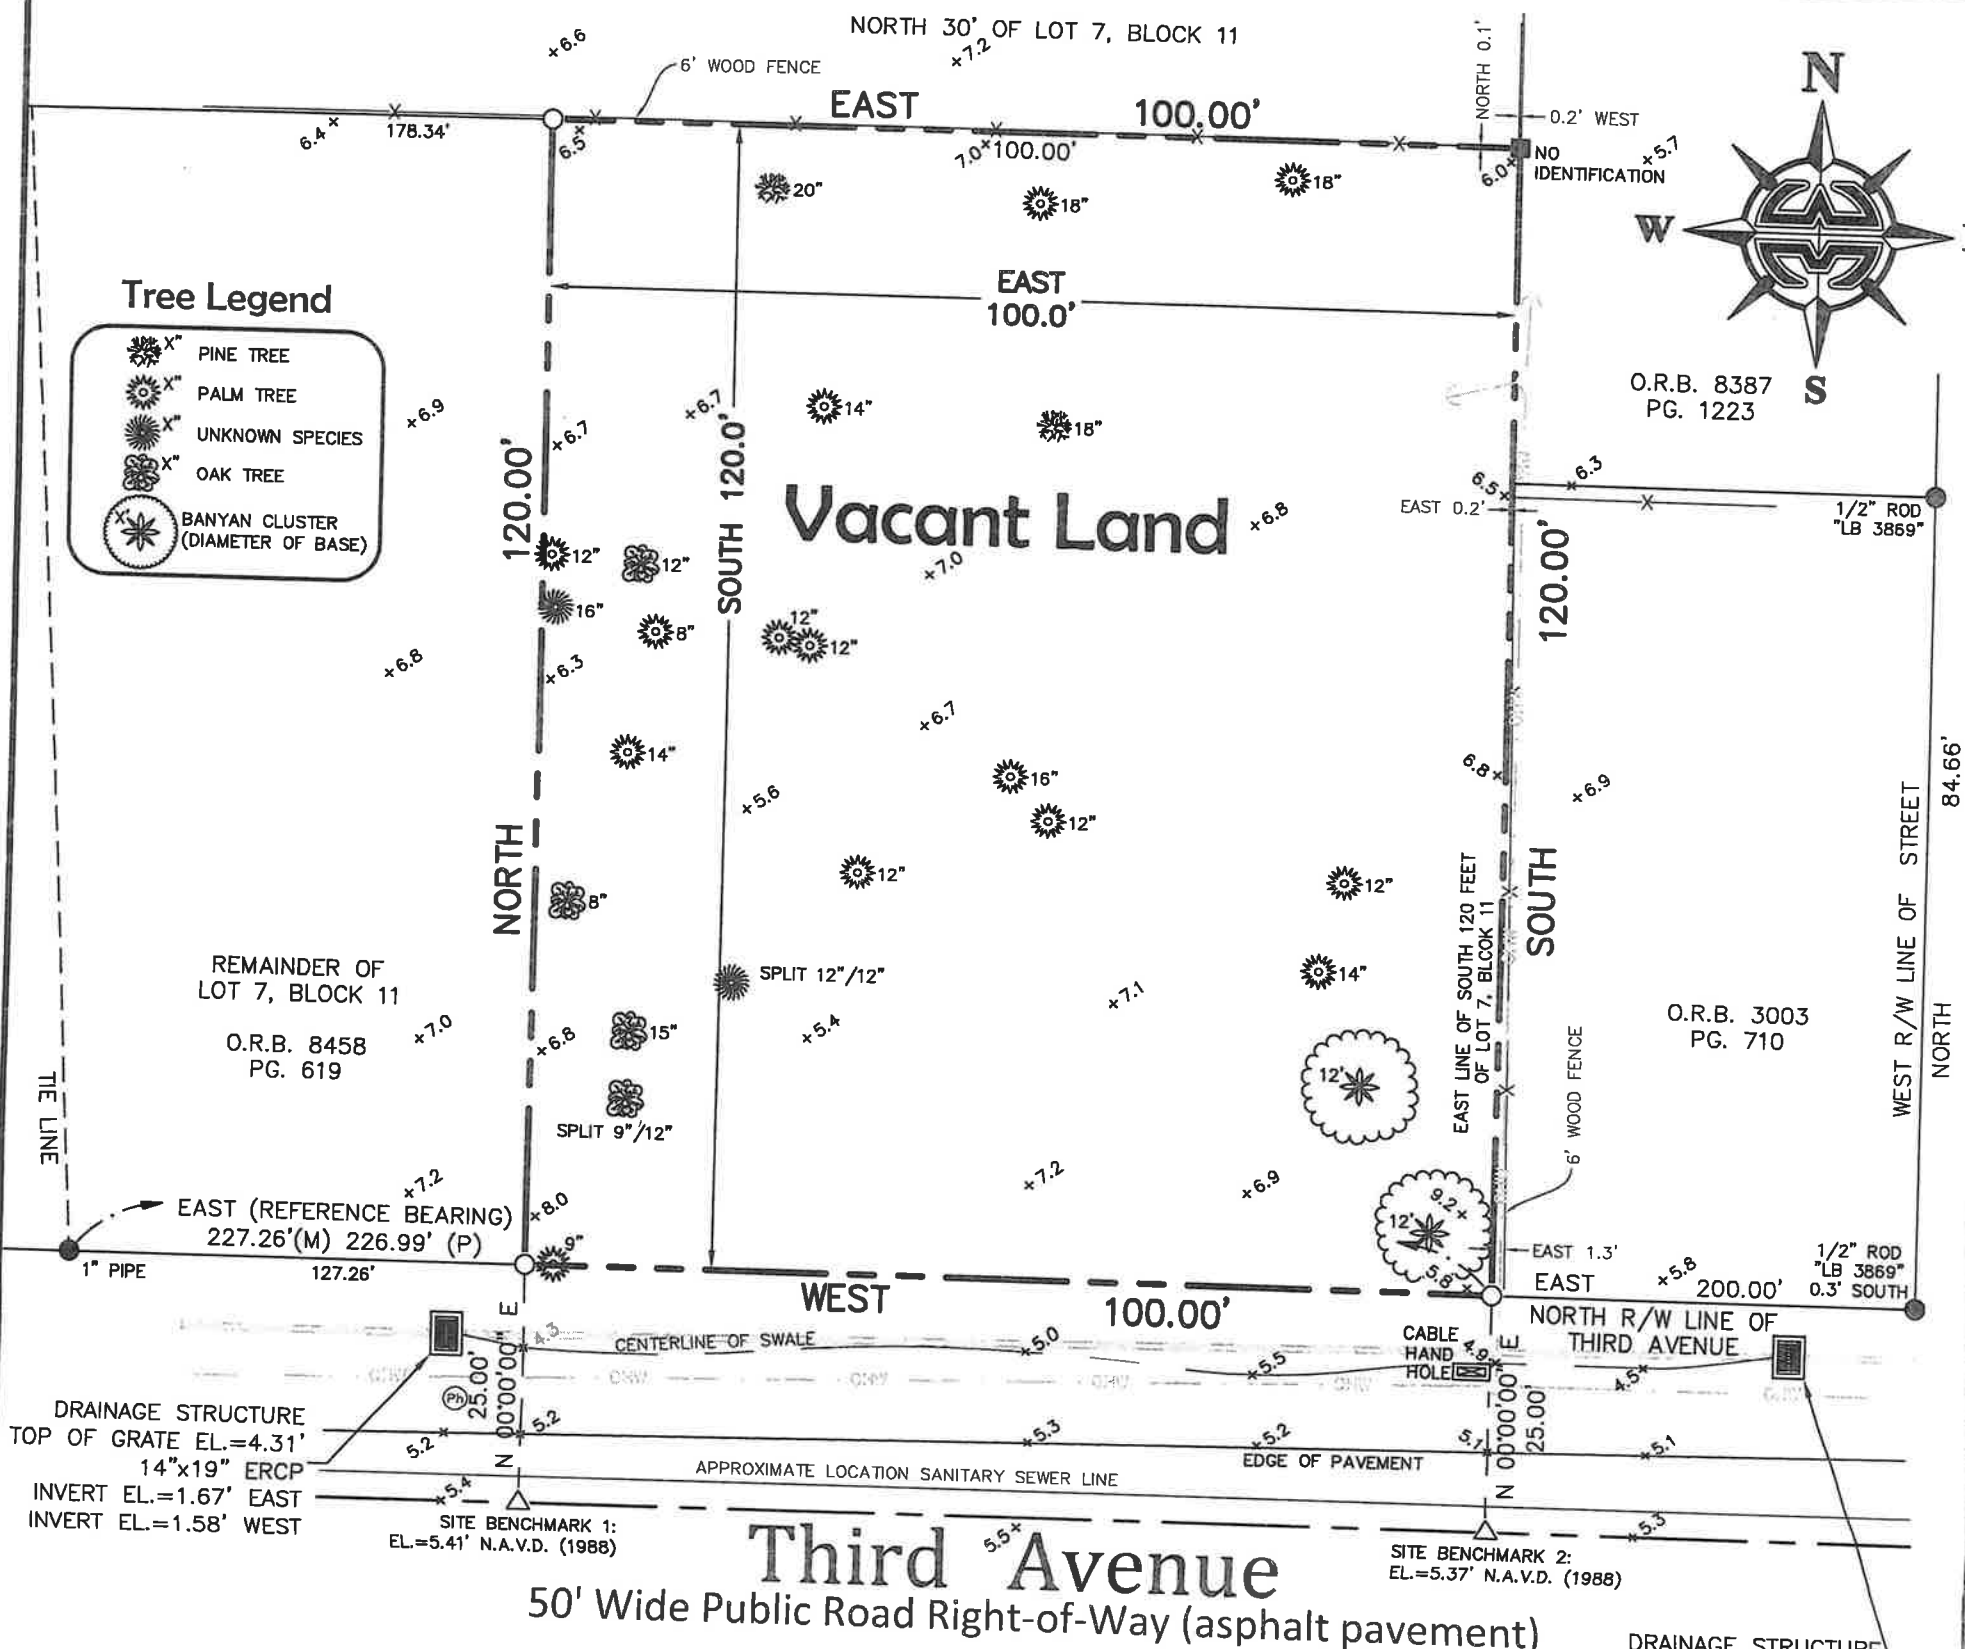 NORTH 30' OF LOT 7, BLOCK 11
+6.6
×7.2
6' WOOD FENCE
EAST 100.00'
NORTH 0.1'
0.2' WEST
N
178.34'
6.4×
6.5
7.0+
100.00'
6.0×
NO
IDENTIFICATION
×5.7
20"
18"
18"
W
EAST
100.0'
Tree Legend
X" PINE TREE
X" PALM TREE
X" UNKNOWN SPECIES
X" OAK TREE
X' BANYAN CLUSTER
(DIAMETER OF BASE)
O.R.B. 8387
PG. 1223
S
×6.9
×6.7
×6.7
14"
18"
120.00'
SOUTH 120.0'
Vacant Land
×6.8
×7.0
6.5×
×6.3
EAST 0.2'
1/2" ROD
"LB 3869"
120.00'
12"
12"
16"
8"
12"
12"
×6.8
×6.3
×6.7
14"
16"
12"
×5.6
6.8×
×6.9
84.66'
12"
12"
NORTH
8"
SOUTH
EAST LINE OF SOUTH 120 FEET
OF LOT 7, BLCOK 11
WEST R/W LINE OF STREET
NORTH
REMAINDER OF
LOT 7, BLOCK 11
O.R.B. 8458
PG. 619
SPLIT 12"/12"
14"
×7.1
O.R.B. 3003
PG. 710
×7.0
×6.8
15"
×5.4
12'
6' WOOD FENCE
TIE LINE
SPLIT 9"/12"
×7.2
×8.0
×7.2
×6.9
9.2×
12'
EAST (REFERENCE BEARING)
227.26'(M) 226.99' (P)
9"
5.8
EAST 1.3'
1" PIPE
127.26'
WEST 100.00'
EAST 200.00'
×5.8
1/2" ROD
"LB 3869"
0.3' SOUTH
NORTH R/W LINE OF
THIRD AVENUE
4.3
CENTERLINE OF SWALE
×5.0
×5.5
CABLE
HAND
HOLE
4.9
4.5×
OHW OHW OHW OHW OHW OHW
Ph
N 00°00'00" E
25.00'
N 00°00'00" E
25.00'
DRAINAGE STRUCTURE
TOP OF GRATE EL.=4.31'
14"x19" ERCP
INVERT EL.=1.67' EAST
INVERT EL.=1.58' WEST
5.2
5.2
×5.3
×5.2
5.1
×5.1
EDGE OF PAVEMENT
APPROXIMATE LOCATION SANITARY SEWER LINE
×5.4
SITE BENCHMARK 1:
EL.=5.41' N.A.V.D. (1988)
5.5×
×5.3
SITE BENCHMARK 2:
EL.=5.37' N.A.V.D. (1988)
Third Avenue
50' Wide Public Road Right-of-Way (asphalt pavement)
DRAINAGE STRUCTURE